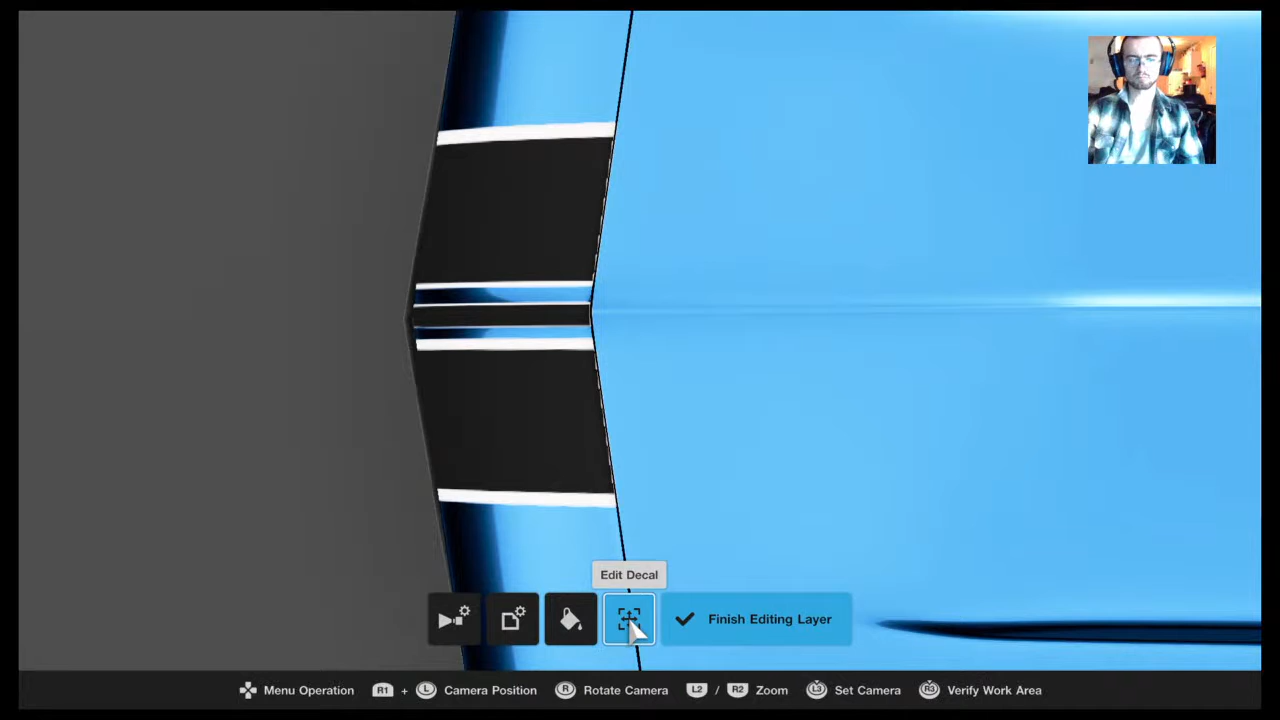 Edit Decal
Finish Editing Layer
Menu Operation R1 + L Camera Position R Rotate Camera L2 / R2 Zoom L3 Set Camera R3 Verify Work Area